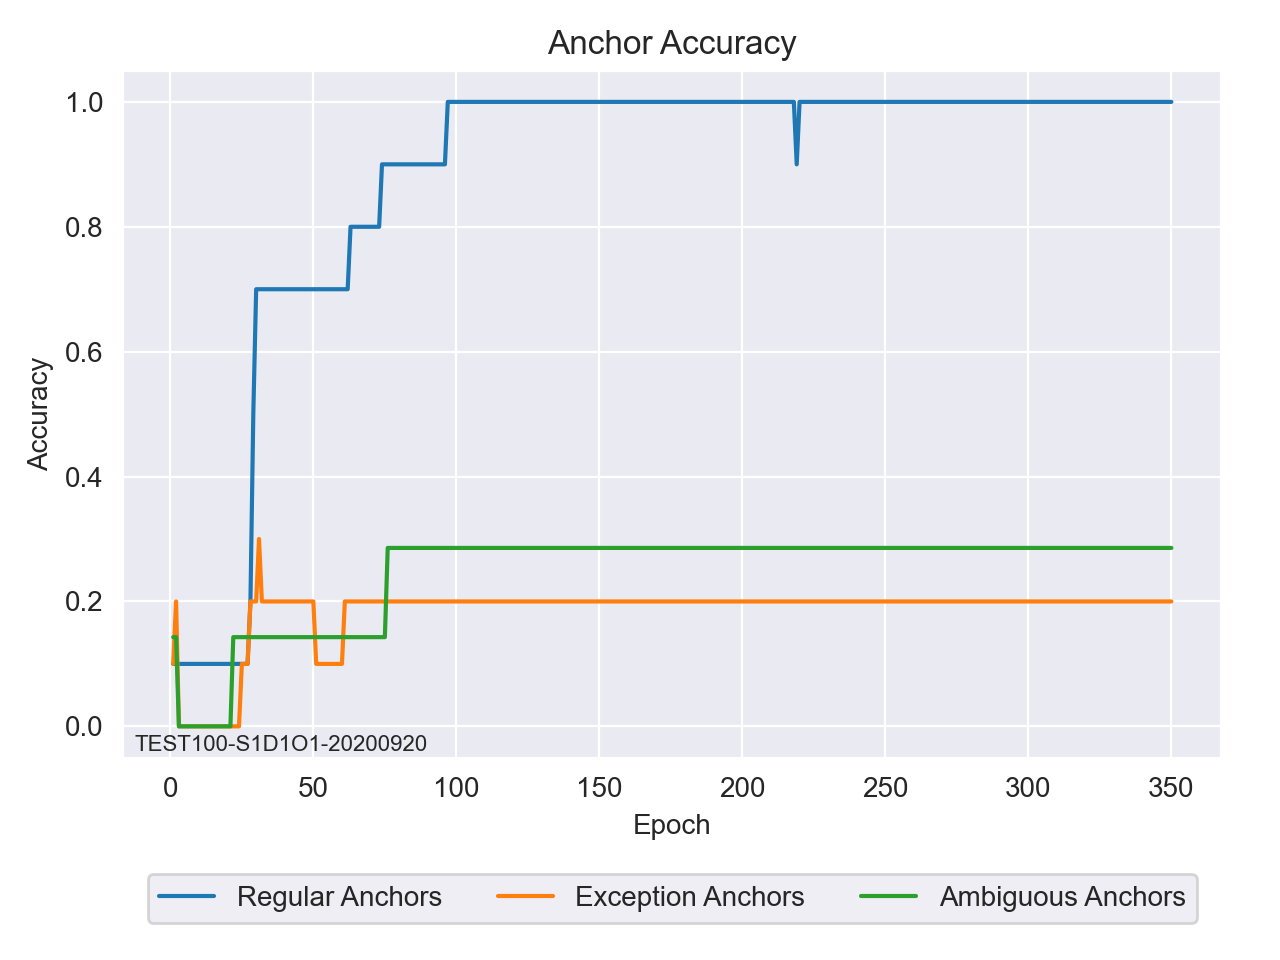 Anchor Accuracy
1.0
0.8
0.6
0.4
0.2
0.0
Accuracy
TEST100-S1D1O1-20200920
0 50 100 150 200 250 300 350
Epoch
Regular Anchors Exception Anchors Ambiguous Anchors